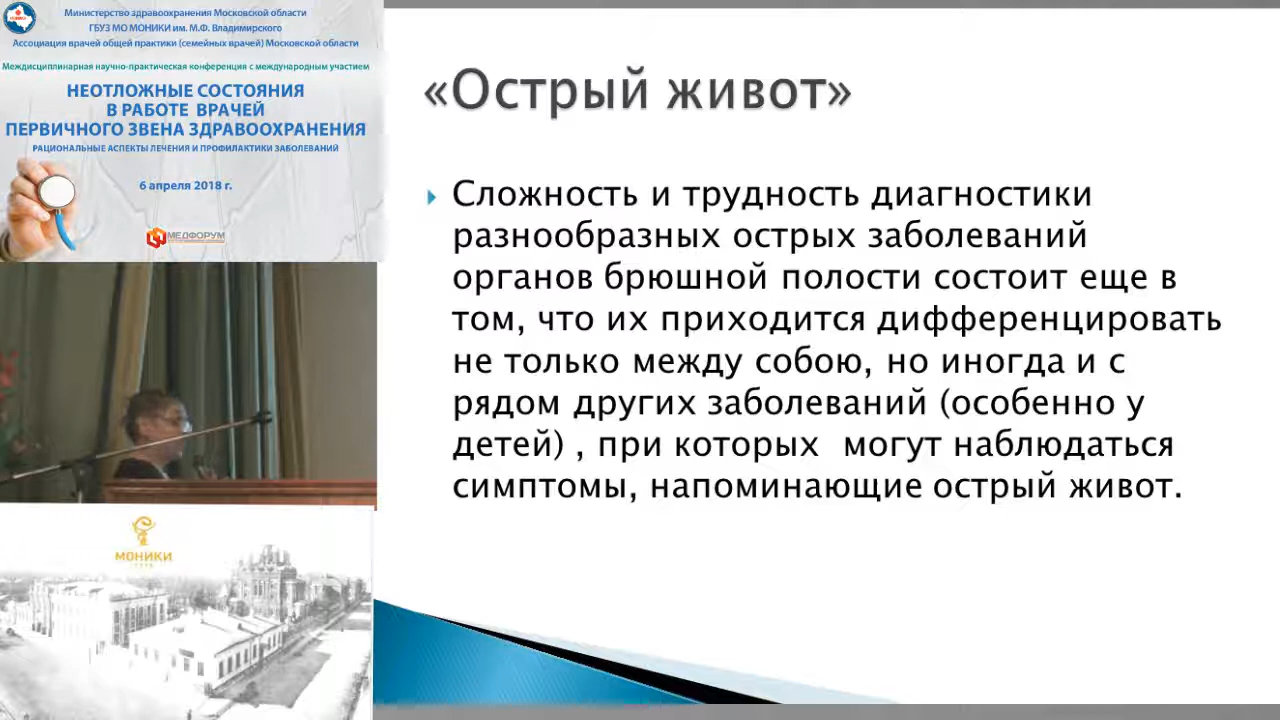 Министерство здравоохранения Московской области
ГБУЗ МО МОНИКИ им. М.Ф. Владимирского
Ассоциация врачей общей практики (семейных врачей) Московской области
Междисциплинарная научно-практическая конференция с международным участием
НЕОТЛОЖНЫЕ СОСТОЯНИЯ
В РАБОТЕ ВРАЧЕЙ
ПЕРВИЧНОГО ЗВЕНА ЗДРАВООХРАНЕНИЯ
РАЦИОНАЛЬНЫЕ АСПЕКТЫ ЛЕЧЕНИЯ И ПРОФИЛАКТИКИ ЗАБОЛЕВАНИЙ
6 апреля 2018 г.
МЕДФОРУМ
МОНИКИ
«Острый живот»
Сложность и трудность диагностики
разнообразных острых заболеваний
органов брюшной полости состоит еще в
том, что их приходится дифференцировать
не только между собою, но иногда и с
рядом других заболеваний (особенно у
детей) , при которых  могут наблюдаться
симптомы, напоминающие острый живот.